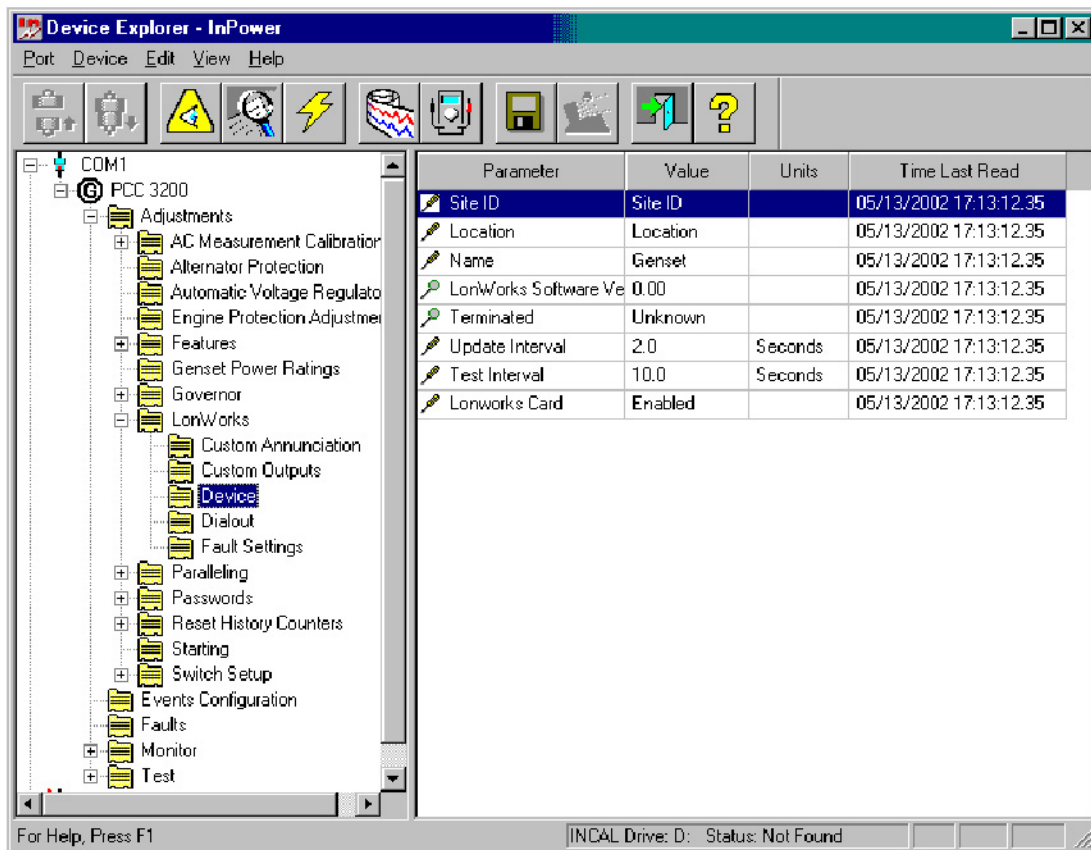 Device Explorer - InPower
Port Device Edit View Help
COM1
PCC 3200
Adjustments
AC Measurement Calibration
Alternator Protection
Automatic Voltage Regulato
Engine Protection Adjustmer
Features
Genset Power Ratings
Governor
LonWorks
Custom Annunciation
Custom Outputs
Device
Dialout
Fault Settings
Paralleling
Passwords
Reset History Counters
Starting
Switch Setup
Events Configuration
Faults
Monitor
Test
Parameter Value Units Time Last Read
Site ID Site ID 05/13/2002 17:13:12.35
Location Location 05/13/2002 17:13:12.35
Name Genset 05/13/2002 17:13:12.35
LonWorks Software Ve 0.00 05/13/2002 17:13:12.35
Terminated Unknown 05/13/2002 17:13:12.35
Update Interval 2.0 Seconds 05/13/2002 17:13:12.35
Test Interval 10.0 Seconds 05/13/2002 17:13:12.35
Lonworks Card Enabled 05/13/2002 17:13:12.35
For Help, Press F1
INCAL Drive: D: Status: Not Found